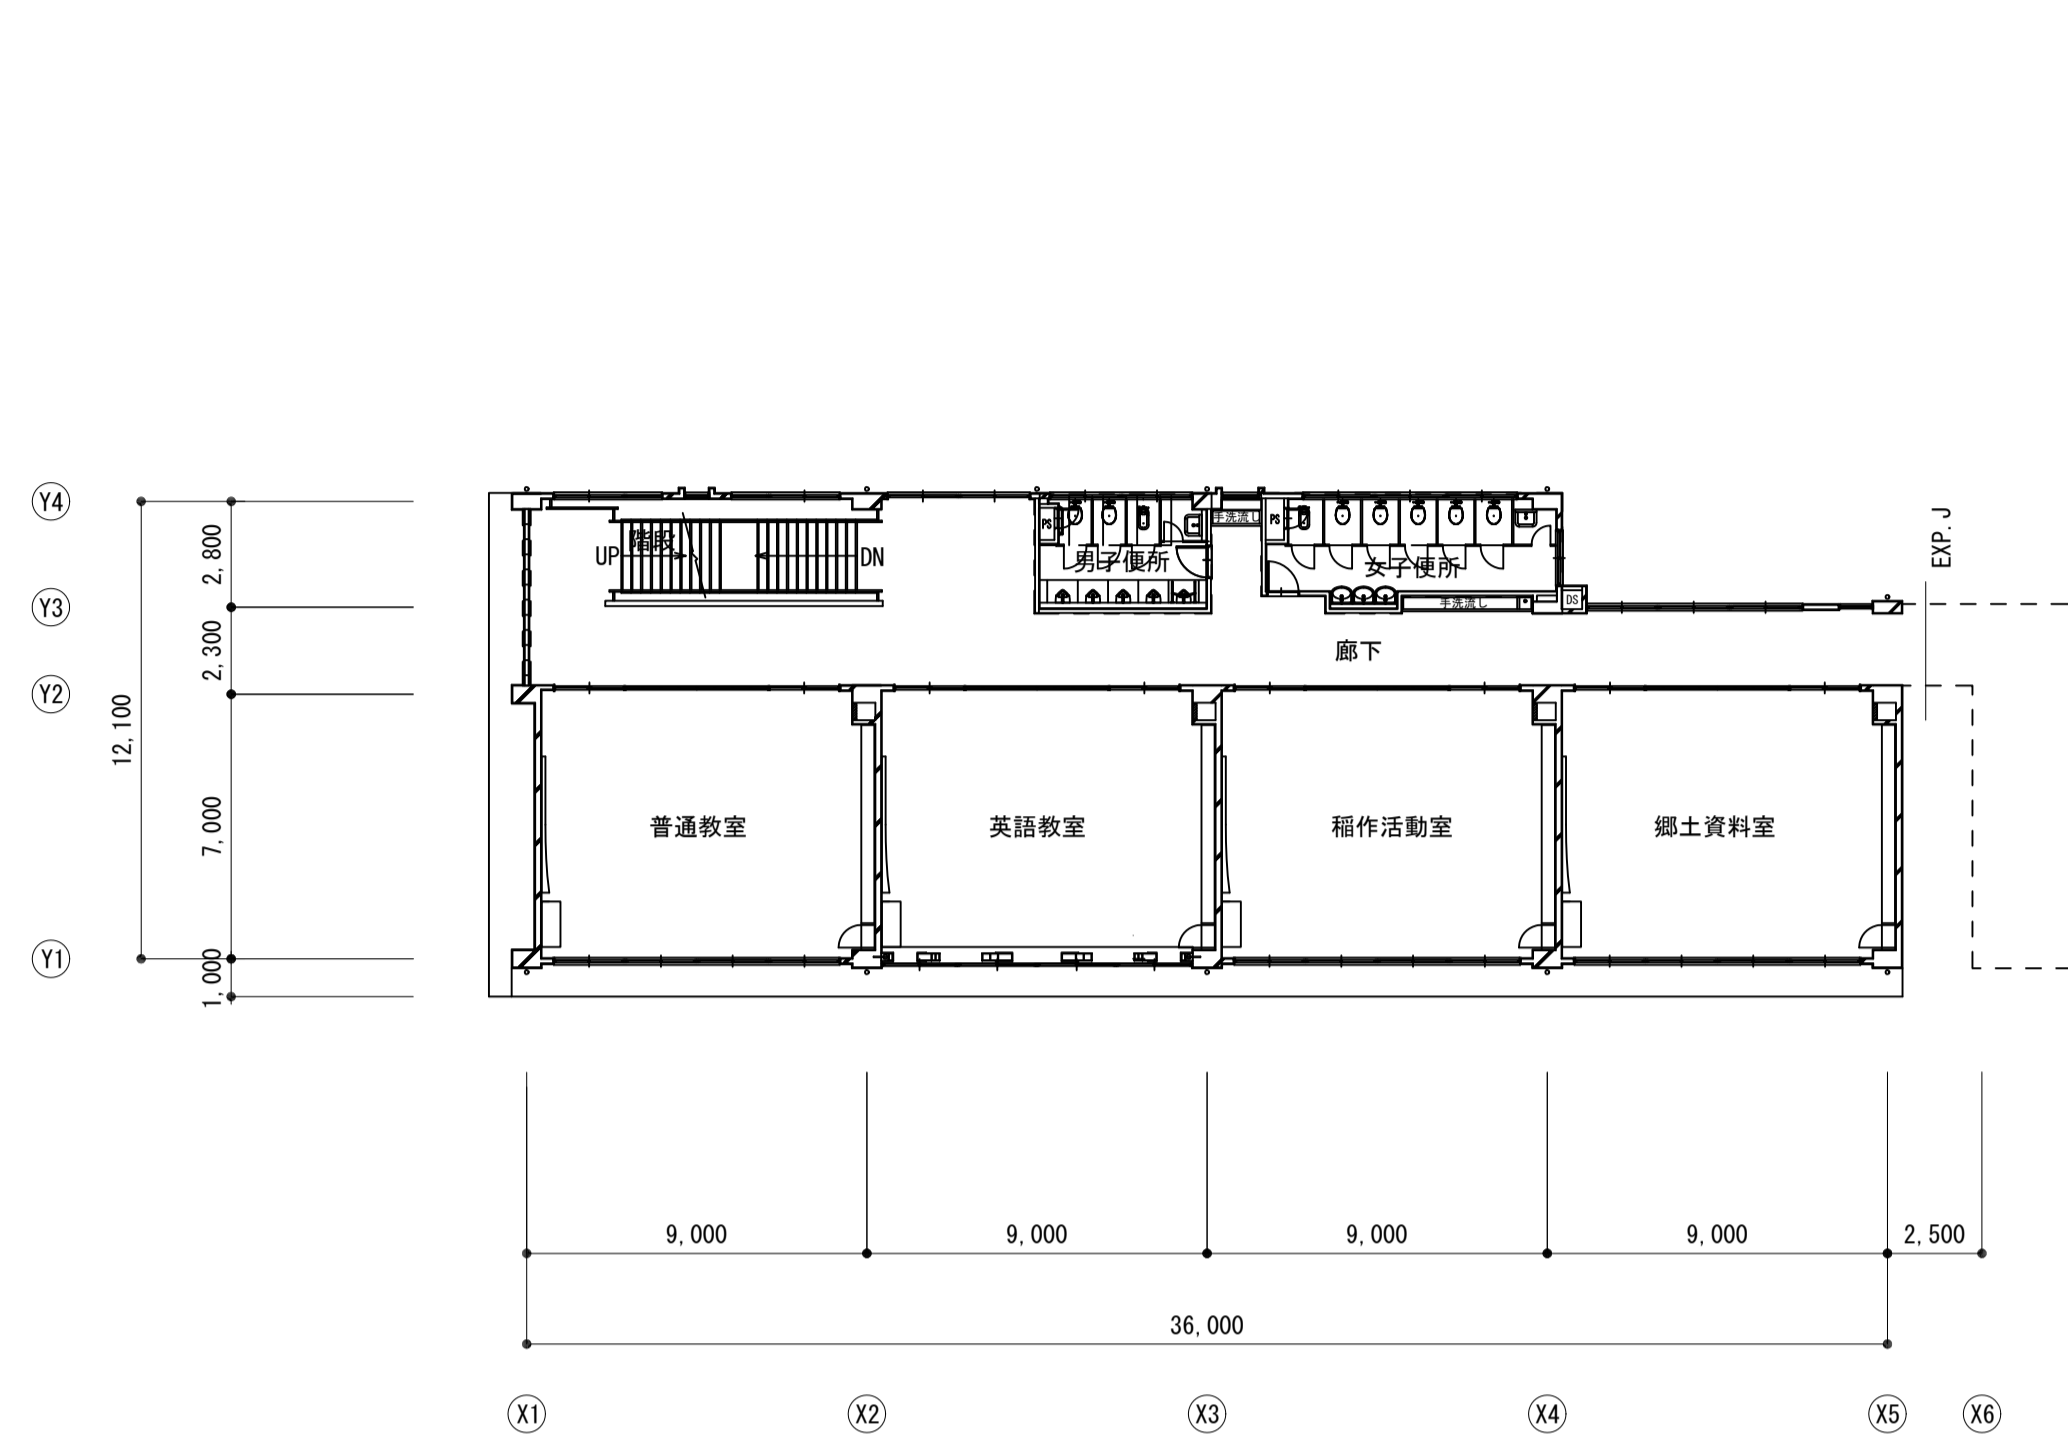 EXP.J
Y4
Y3
Y2
Y1
2,800
2,300
7,000
1,000
12,100
UP
階段
DN
PS
男子便所
手洗流し
PS
女子便所
手洗流し
DS
廊下
普通教室
英語教室
稲作活動室
郷土資料室
9,000
9,000
9,000
9,000
2,500
36,000
X1
X2
X3
X4
X5
X6